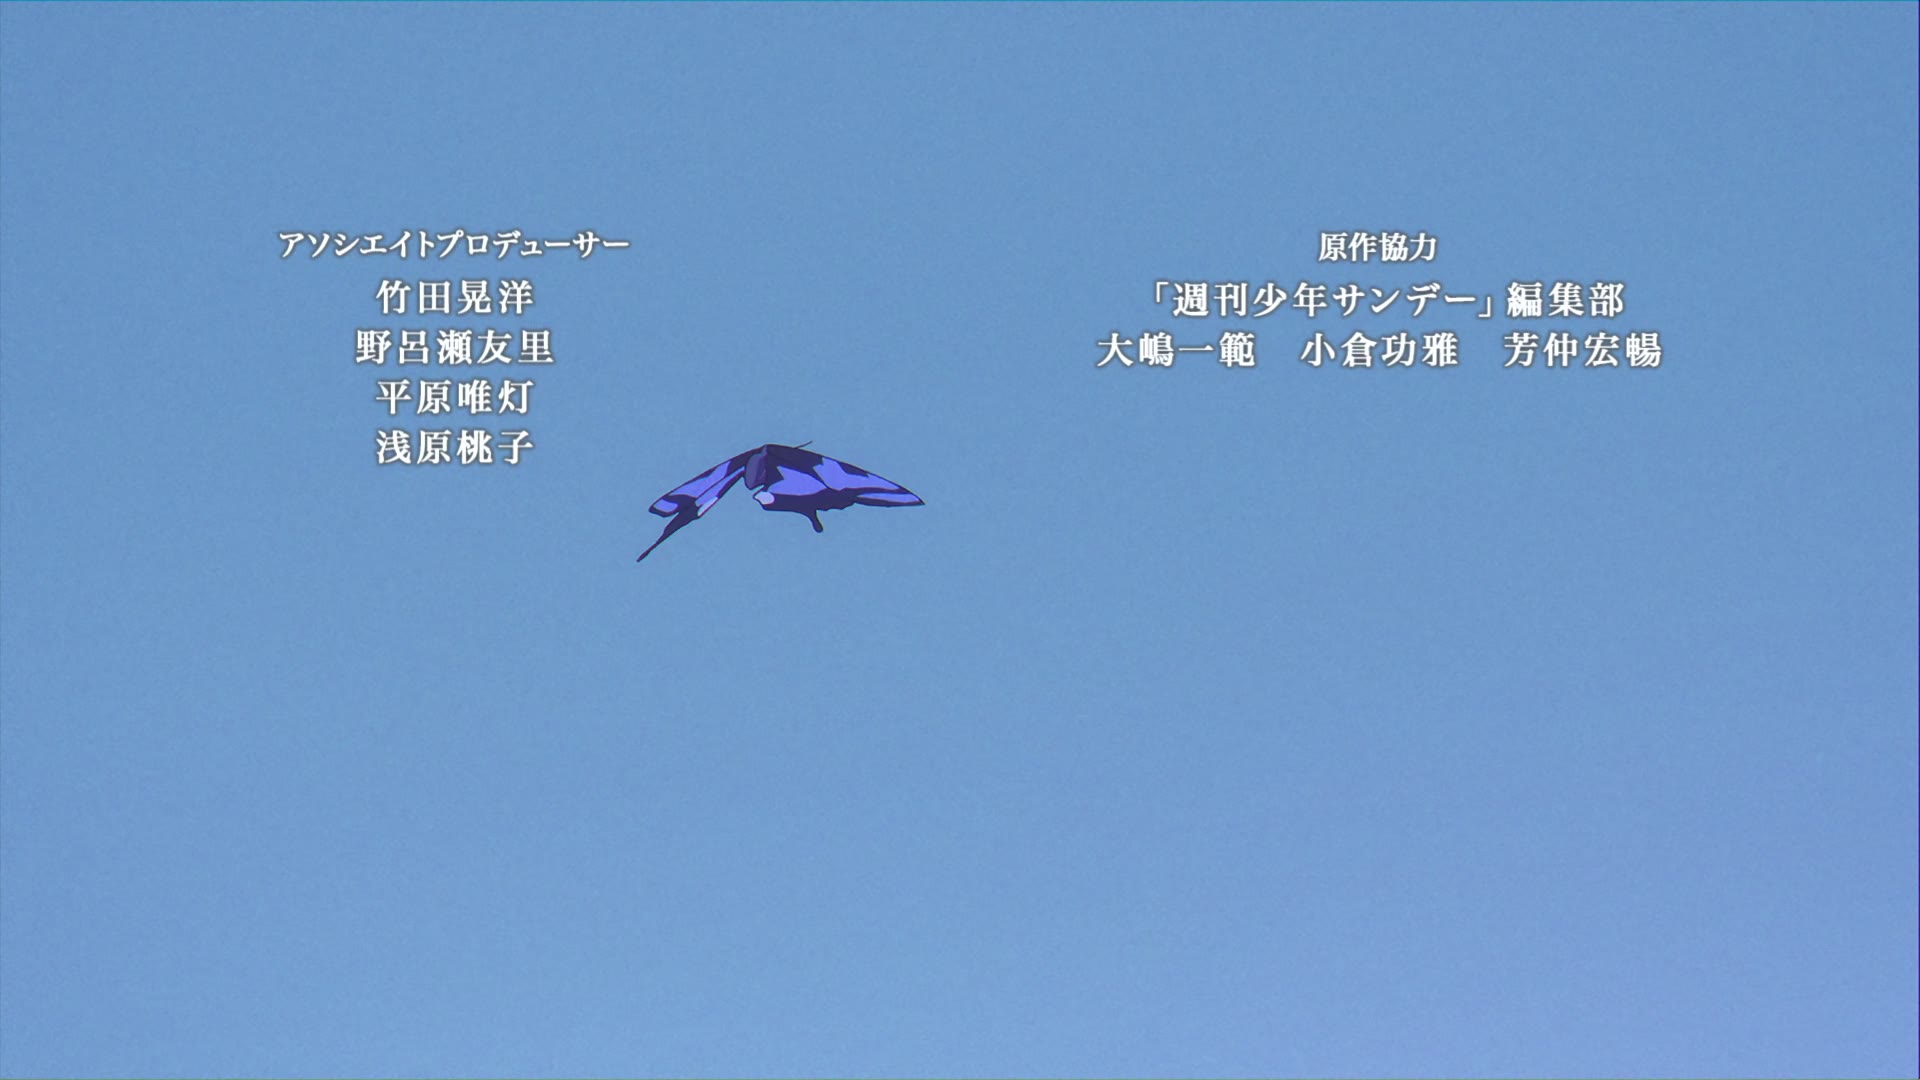 アソシエイトプロデューサー
竹田晃洋
野呂瀬友里
平原唯灯
浅原桃子
原作協力
「週刊少年サンデー」編集部
大嶋一範　小倉功雅　芳仲宏暢